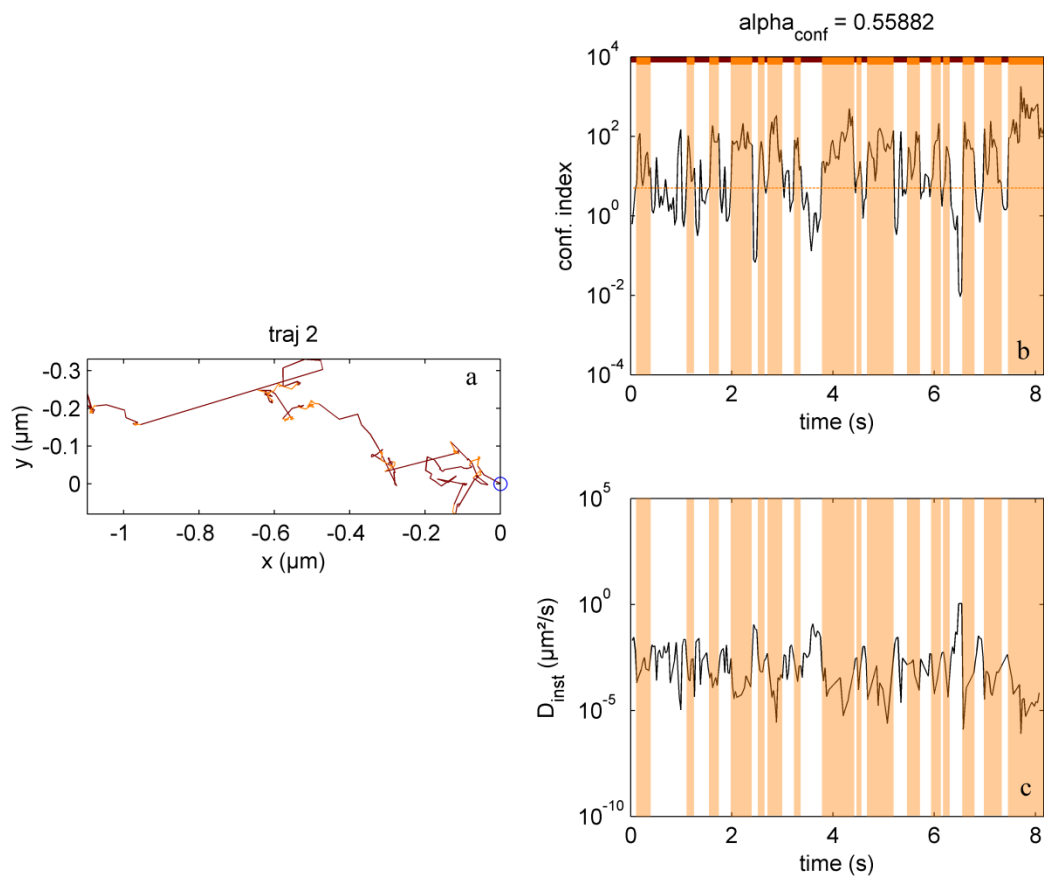 traj 2
a
-0.3
-0.2
-0.1
0
y (µm)
-1 -0.8 -0.6 -0.4 -0.2 0
x (µm)
alpha_conf = 0.55882
10^4
10^2
10^0
10^-2
10^-4
conf. index
b
0 2 4 6 8
time (s)
10^5
10^0
10^-5
10^-10
D_inst (µm²/s)
c
0 2 4 6 8
time (s)